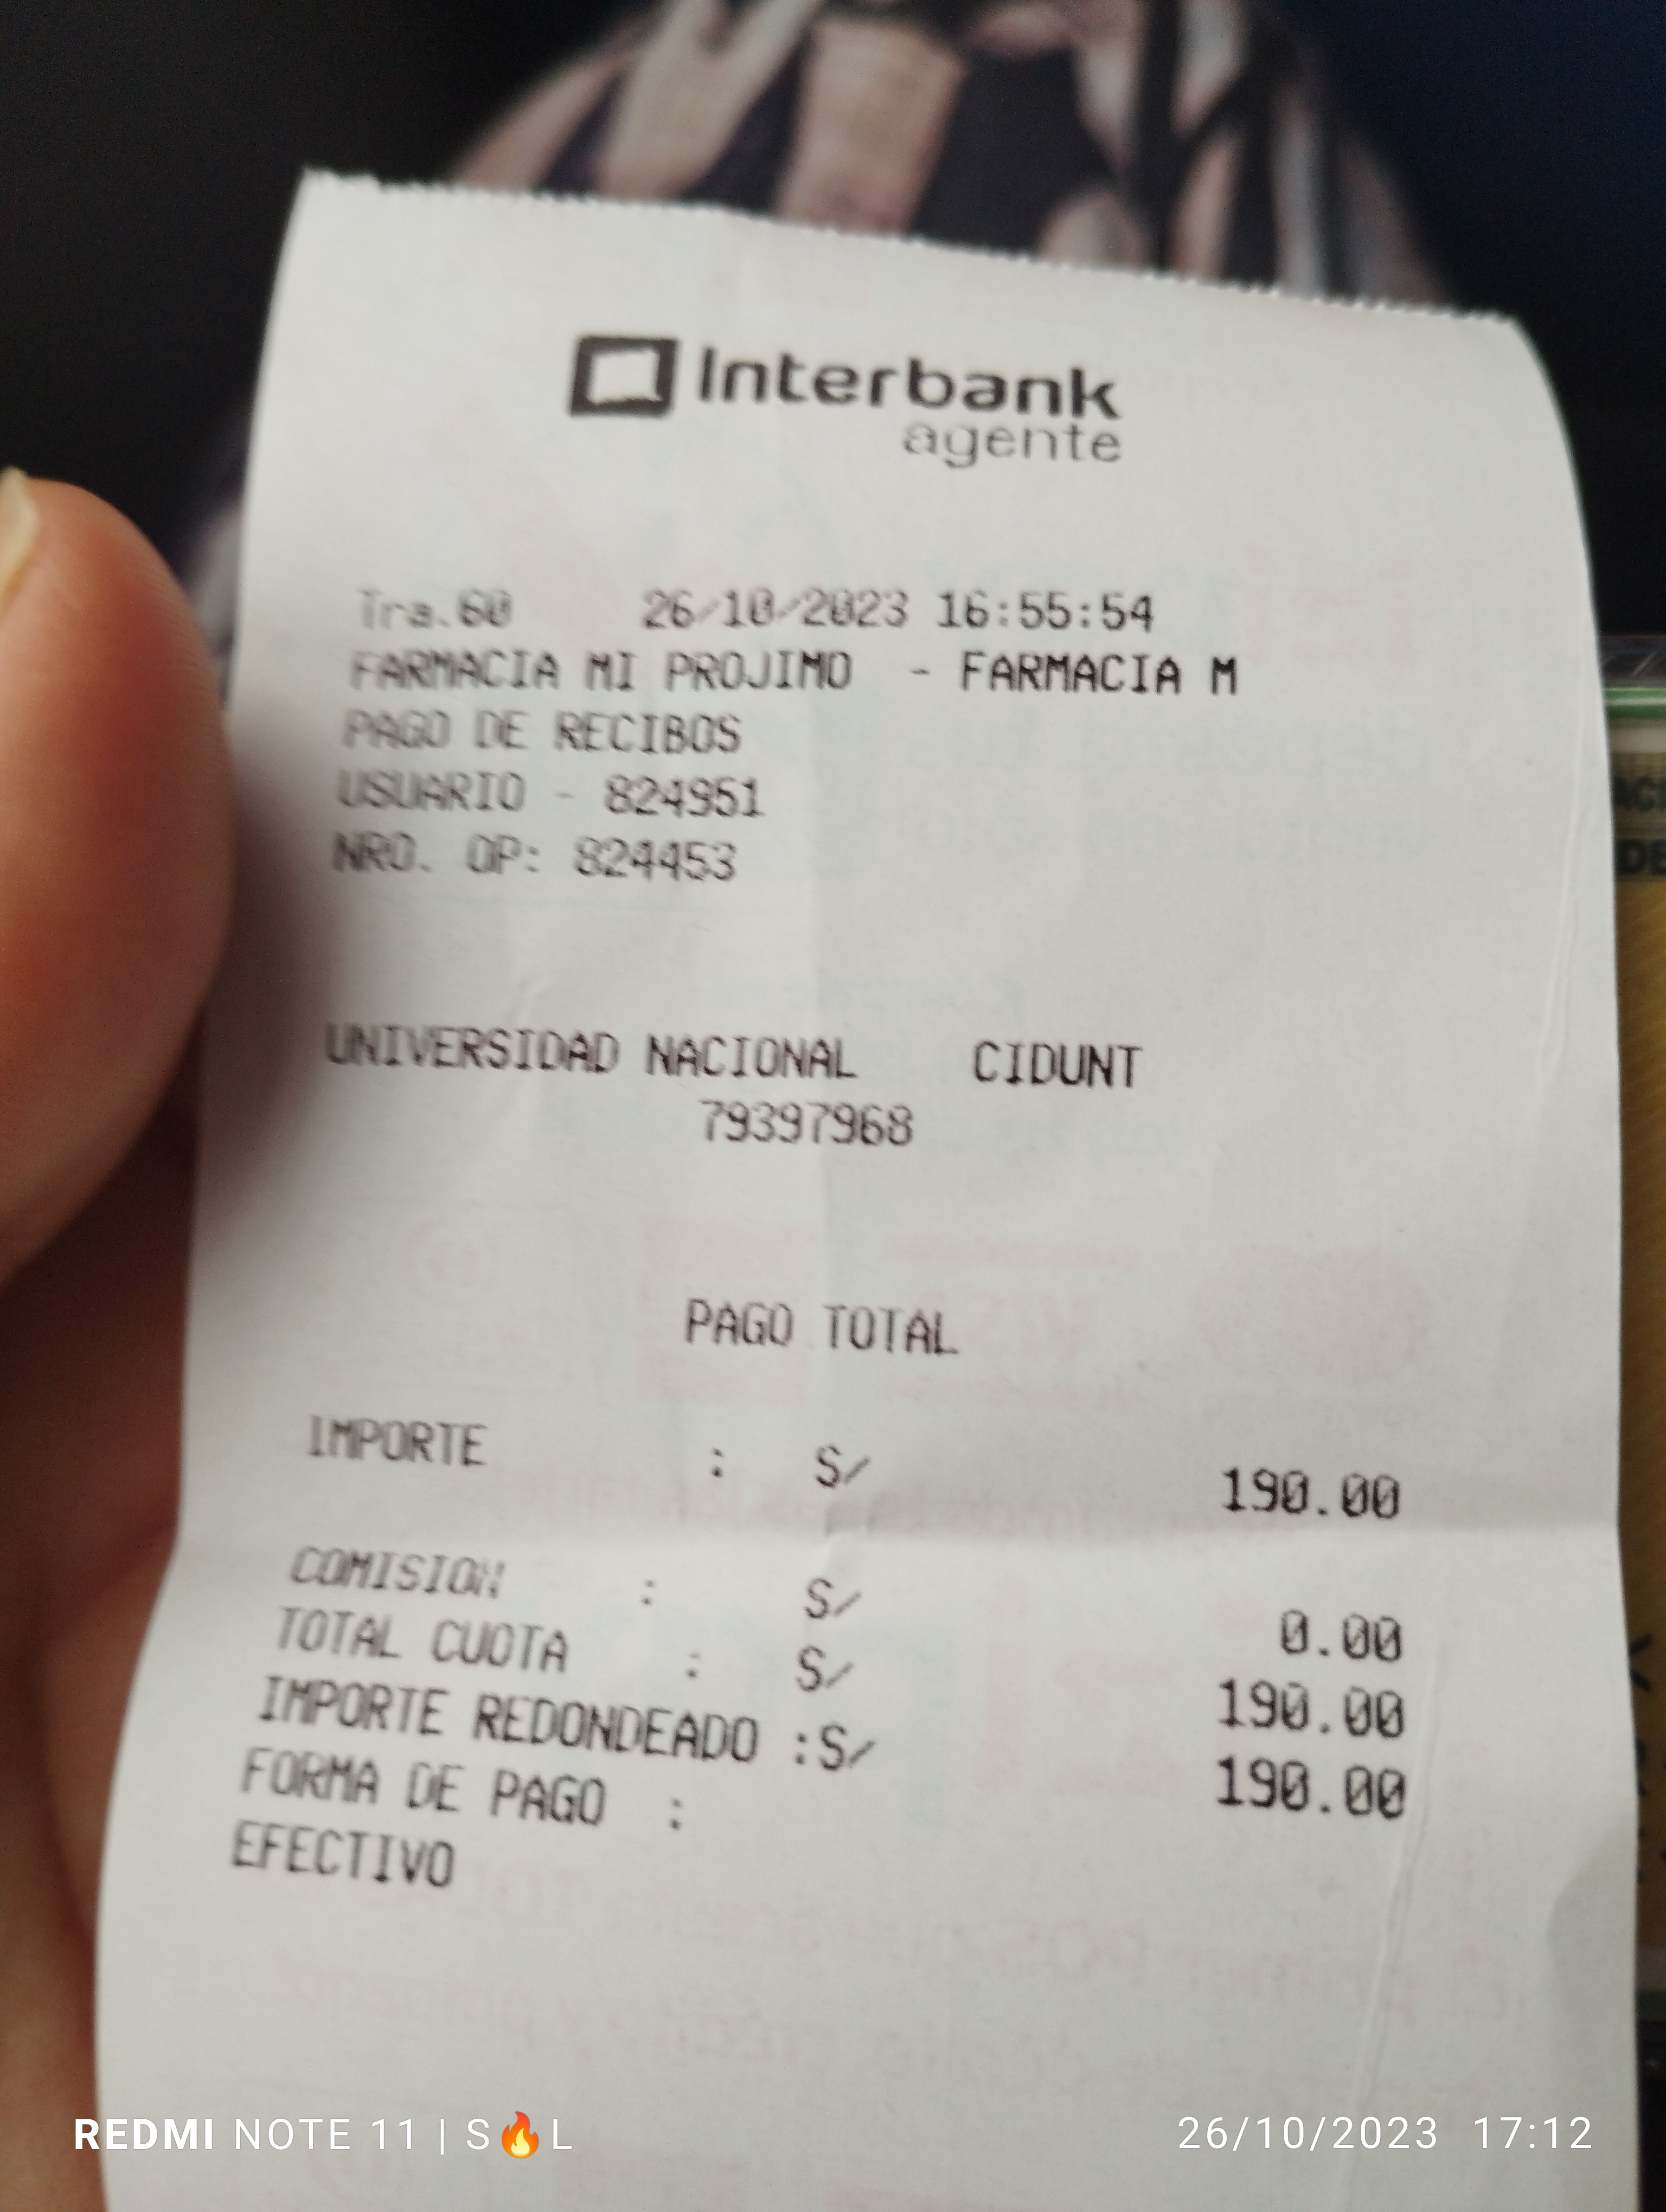 Interbank
agente
Tra.60 26/10/2023 16:55:54
FARMACIA MI PROJIMO - FARMACIA M
PAGO DE RECIBOS
USUARIO - 824951
NRO. OP: 824453
UNIVERSIDAD NACIONAL CIDUNT
79397968
PAGO TOTAL
IMPORTE : S/ 190.00
COMISION : S/ 0.00
TOTAL CUOTA : S/ 190.00
IMPORTE REDONDEADO :S/ 190.00
FORMA DE PAGO :
EFECTIVO
REDMI NOTE 11 | S🔥L
26/10/2023 17:12